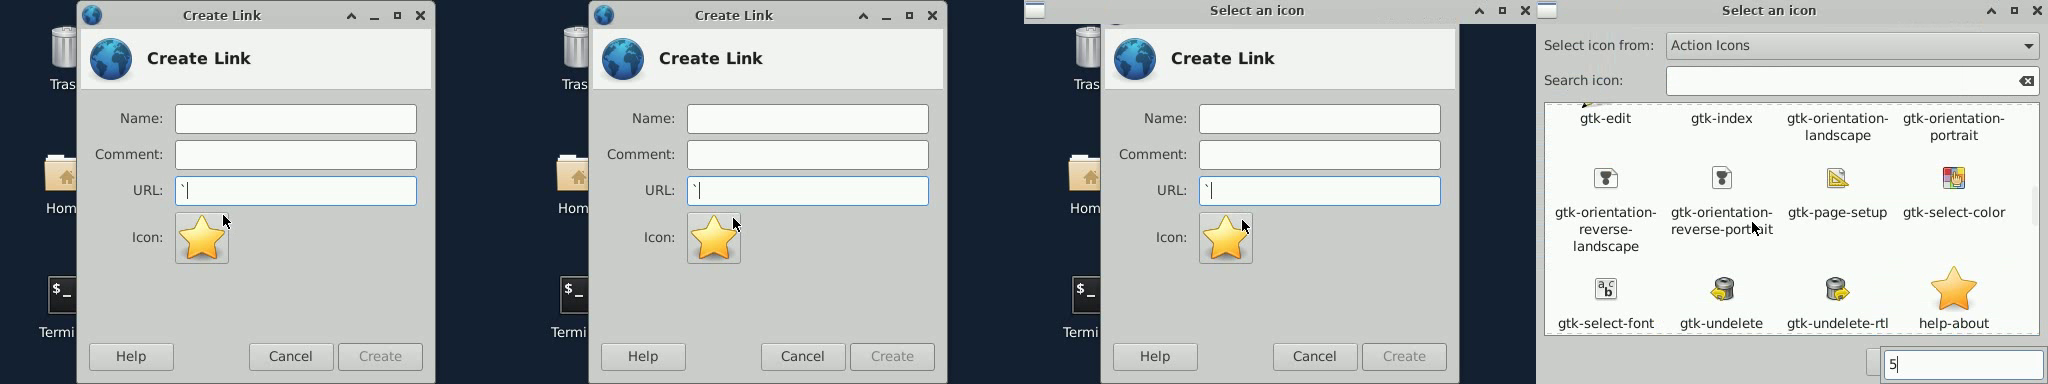 Create Link
Create Link
Tras
Name:
Comment:
Hom
URL: `
Icon:
$_
Termi
Help
Cancel
Create
Create Link
Create Link
Tras
Name:
Comment:
Hom
URL: `
Icon:
$_
Termi
Help
Cancel
Create
Select an icon
Create Link
Tras
Name:
Comment:
Hom
URL: `
Icon:
$_
Termi
Help
Cancel
Create
Select an icon
Select icon from: Action Icons
Search icon:
gtk-edit
gtk-index
gtk-orientation-
landscape
gtk-orientation-
portrait
gtk-orientation-
reverse-
landscape
gtk-orientation-
reverse-portrait
gtk-page-setup
gtk-select-color
abc
gtk-select-font
gtk-undelete
gtk-undelete-rtl
help-about
5